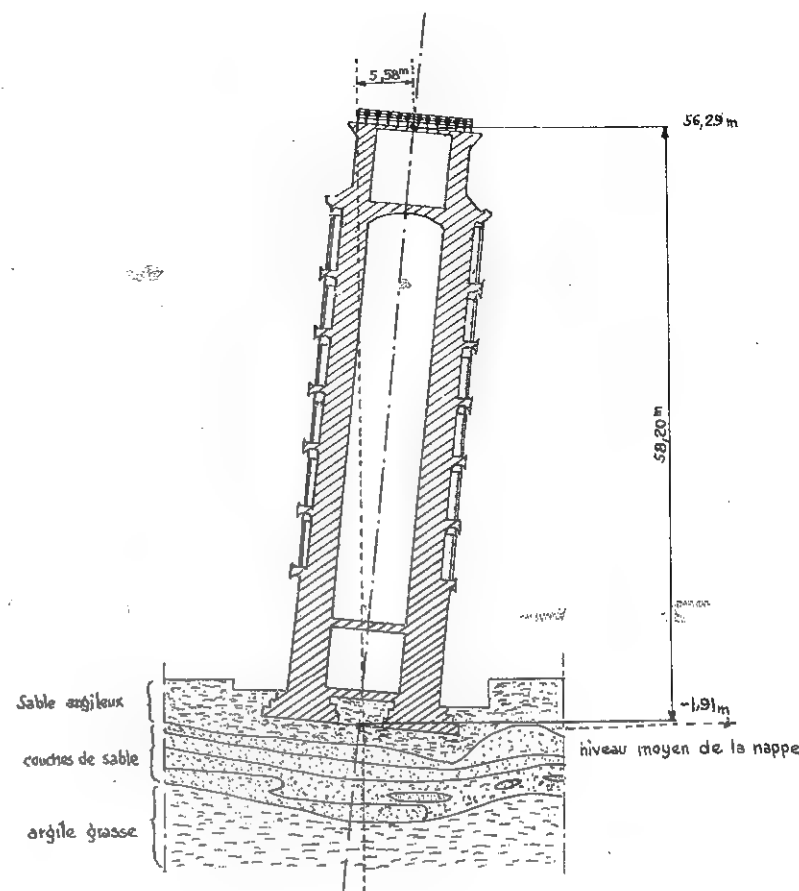 5,58m
56,29m
58,20m
Sable argileux
-1,91m
niveau moyen de la nappe
couches de sable
argile grasse